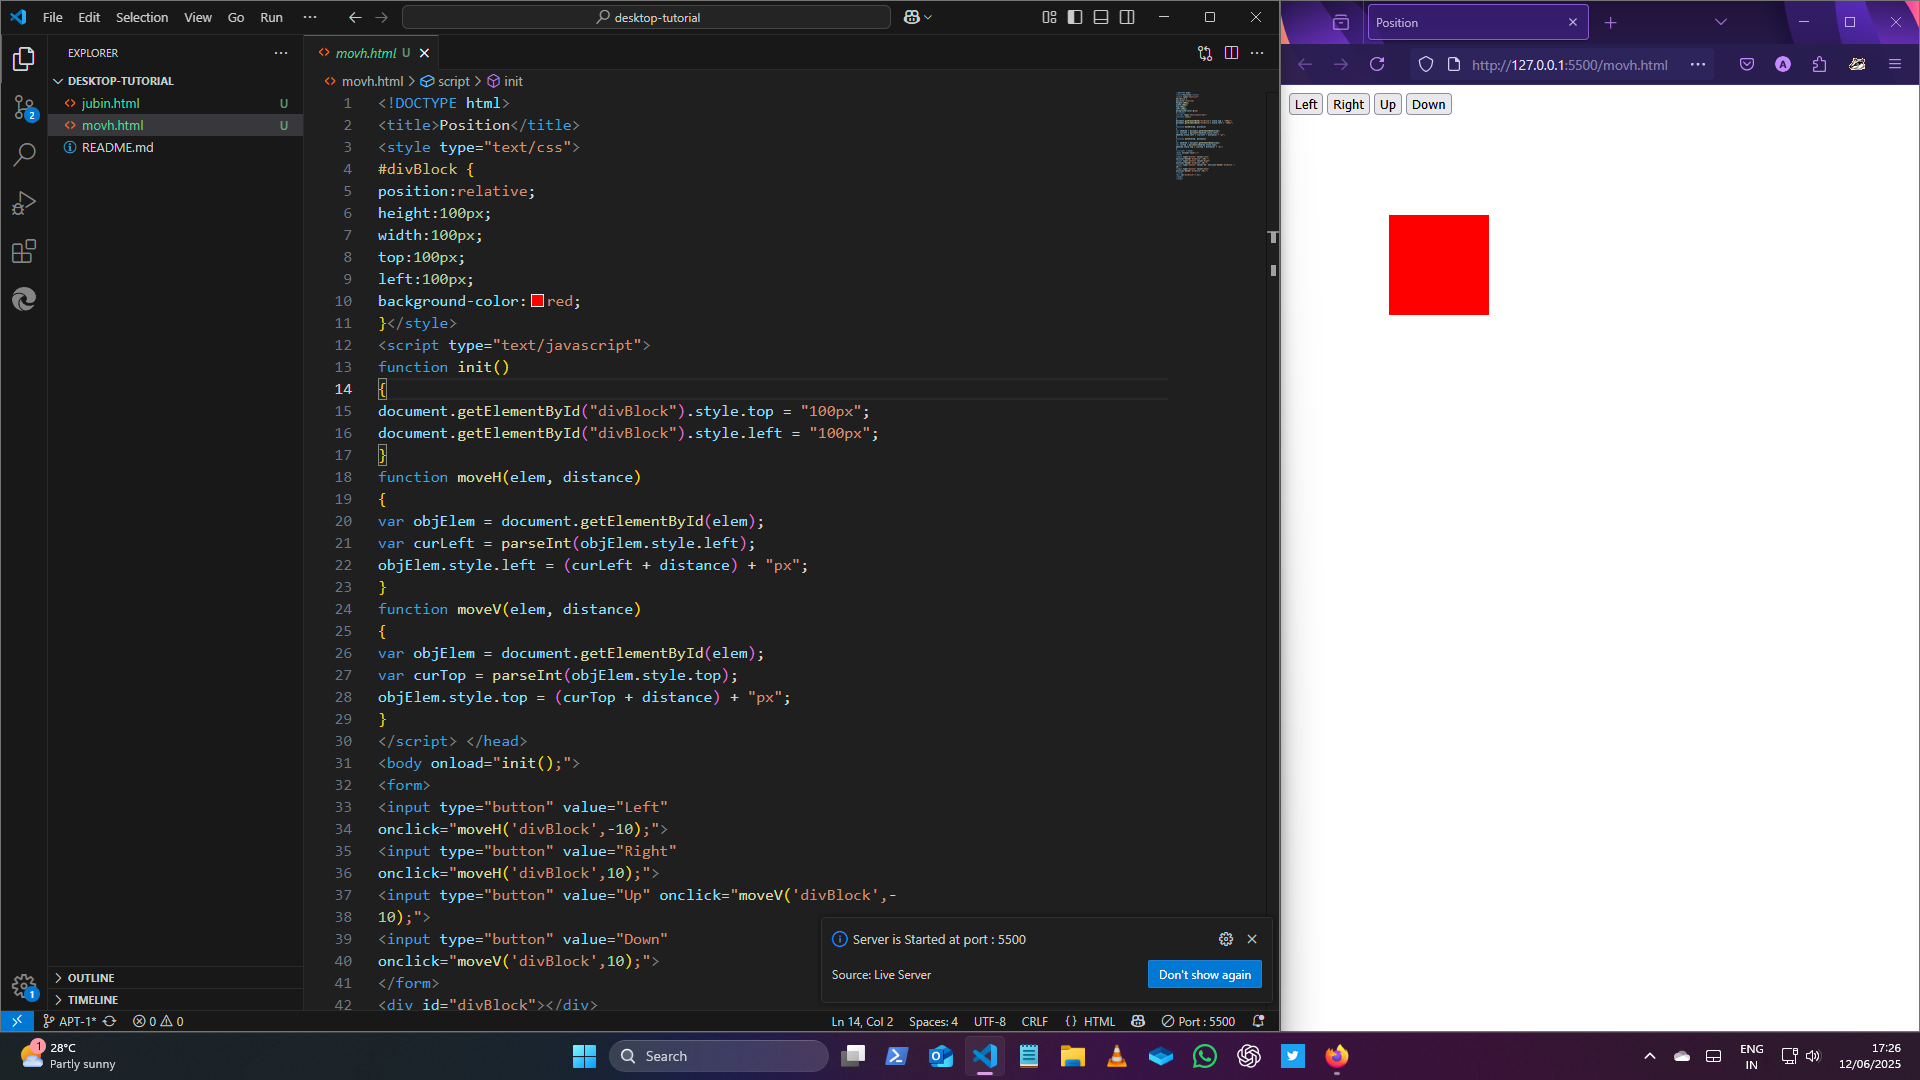 File Edit Selection View Go Run ···
desktop-tutorial
EXPLORER
DESKTOP-TUTORIAL
jubin.html U
movh.html U
README.md
2
OUTLINE
TIMELINE
1
movh.html U
movh.html > script > init
1 <!DOCTYPE html>
2 <title>Position</title>
3 <style type="text/css">
4 #divBlock {
5 position:relative;
6 height:100px;
7 width:100px;
8 top:100px;
9 left:100px;
10 background-color:red;
11 }</style>
12 <script type="text/javascript">
13 function init()
14 {
15 document.getElementById("divBlock").style.top = "100px";
16 document.getElementById("divBlock").style.left = "100px";
17 }
18 function moveH(elem, distance)
19 {
20 var objElem = document.getElementById(elem);
21 var curLeft = parseInt(objElem.style.left);
22 objElem.style.left = (curLeft + distance) + "px";
23 }
24 function moveV(elem, distance)
25 {
26 var objElem = document.getElementById(elem);
27 var curTop = parseInt(objElem.style.top);
28 objElem.style.top = (curTop + distance) + "px";
29 }
30 </script> </head>
31 <body onload="init();">
32 <form>
33 <input type="button" value="Left"
34 onclick="moveH('divBlock',-10);">
35 <input type="button" value="Right"
36 onclick="moveH('divBlock',10);">
37 <input type="button" value="Up" onclick="moveV('divBlock',-
38 10);">
39 <input type="button" value="Down"
40 onclick="moveV('divBlock',10);">
41 </form>
42 <div id="divBlock"></div>
Server is Started at port : 5500
Source: Live Server
Don't show again
APT-1* 0 0
Ln 14, Col 2 Spaces: 4 UTF-8 CRLF {} HTML Port : 5500
Position
http://127.0.0.1:5500/movh.html
A
Left Right Up Down
1
28°C
Partly sunny
Search
ENG
IN
17:26
12/06/2025